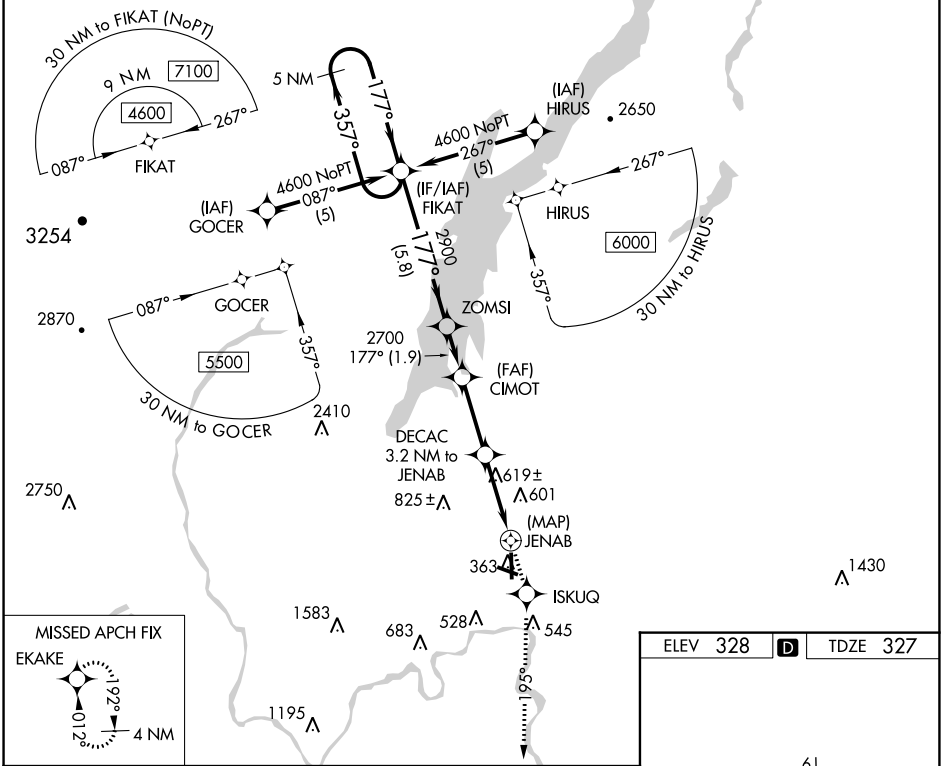 30 NM to FIKAT (NoPT)
7100
9 NM
4600
087°
267°
FIKAT
5 NM
357°
177°
(IAF)
HIRUS
2650
4600 NoPT
267°
(5)
4600 NoPT
087°
(5)
(IF/IAF)
FIKAT
(IAF)
GOCER
3254
267°
HIRUS
6000
357°
30 NM to HIRUS
2900
177°
(5.8)
087°
GOCER
357°
5500
30 NM to GOCER
2870
ZOMSI
2700
177° (1.9)
(FAF)
CIMOT
2410
DECAC
3.2 NM to
JENAB
619±
601
825±
2750
(MAP)
JENAB
363
1430
ISKUQ
1583
683
528
545
195°
1195
MISSED APCH FIX
EKAKE
192°
012°
4 NM
ELEV 328 D TDZE 327